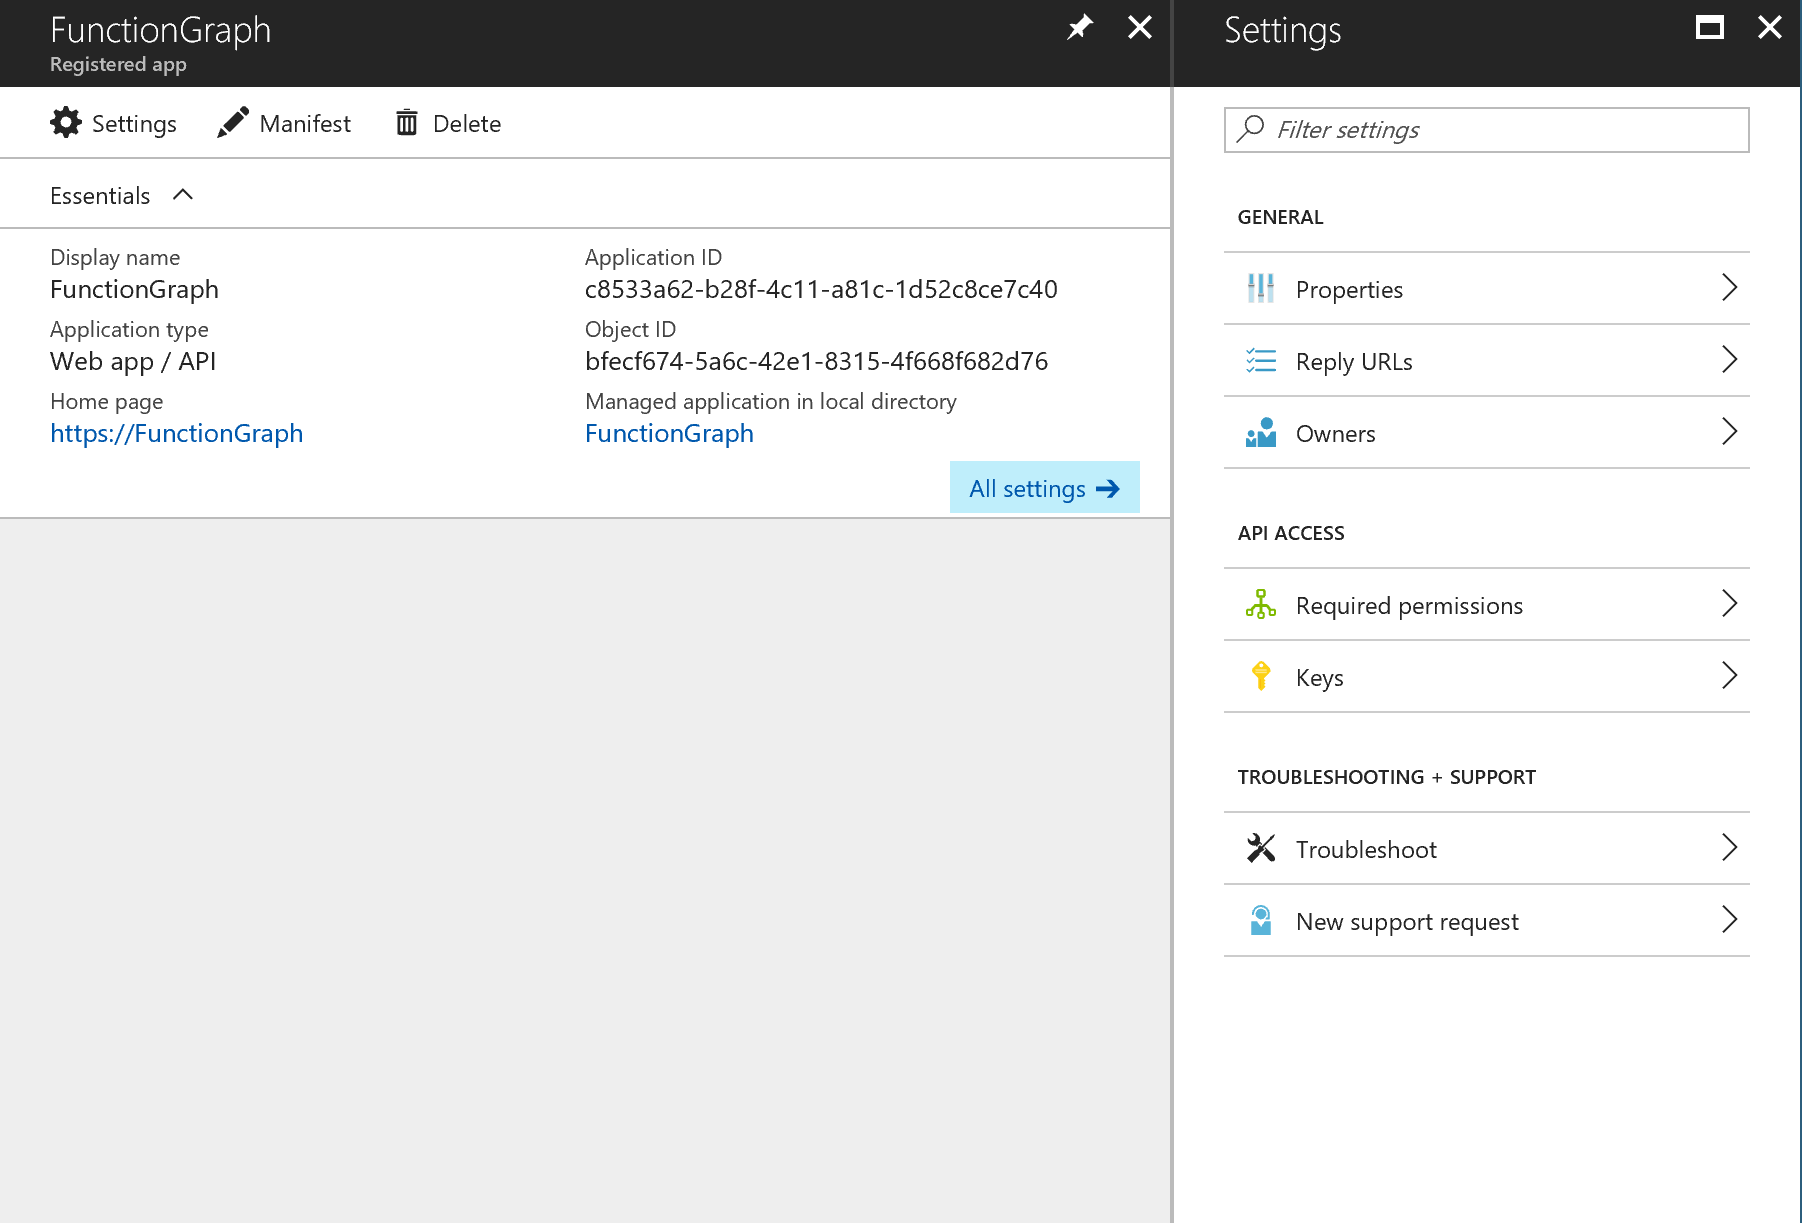 FunctionGraph
Registered app
Settings
Manifest
Delete
Essentials
Display name
FunctionGraph
Application type
Web app / API
Home page
https://FunctionGraph
Application ID
c8533a62-b28f-4c11-a81c-1d52c8ce7c40
Object ID
bfecf674-5a6c-42e1-8315-4f668f682d76
Managed application in local directory
FunctionGraph
All settings
Settings
Filter settings
GENERAL
Properties
Reply URLs
Owners
API ACCESS
Required permissions
Keys
TROUBLESHOOTING + SUPPORT
Troubleshoot
New support request